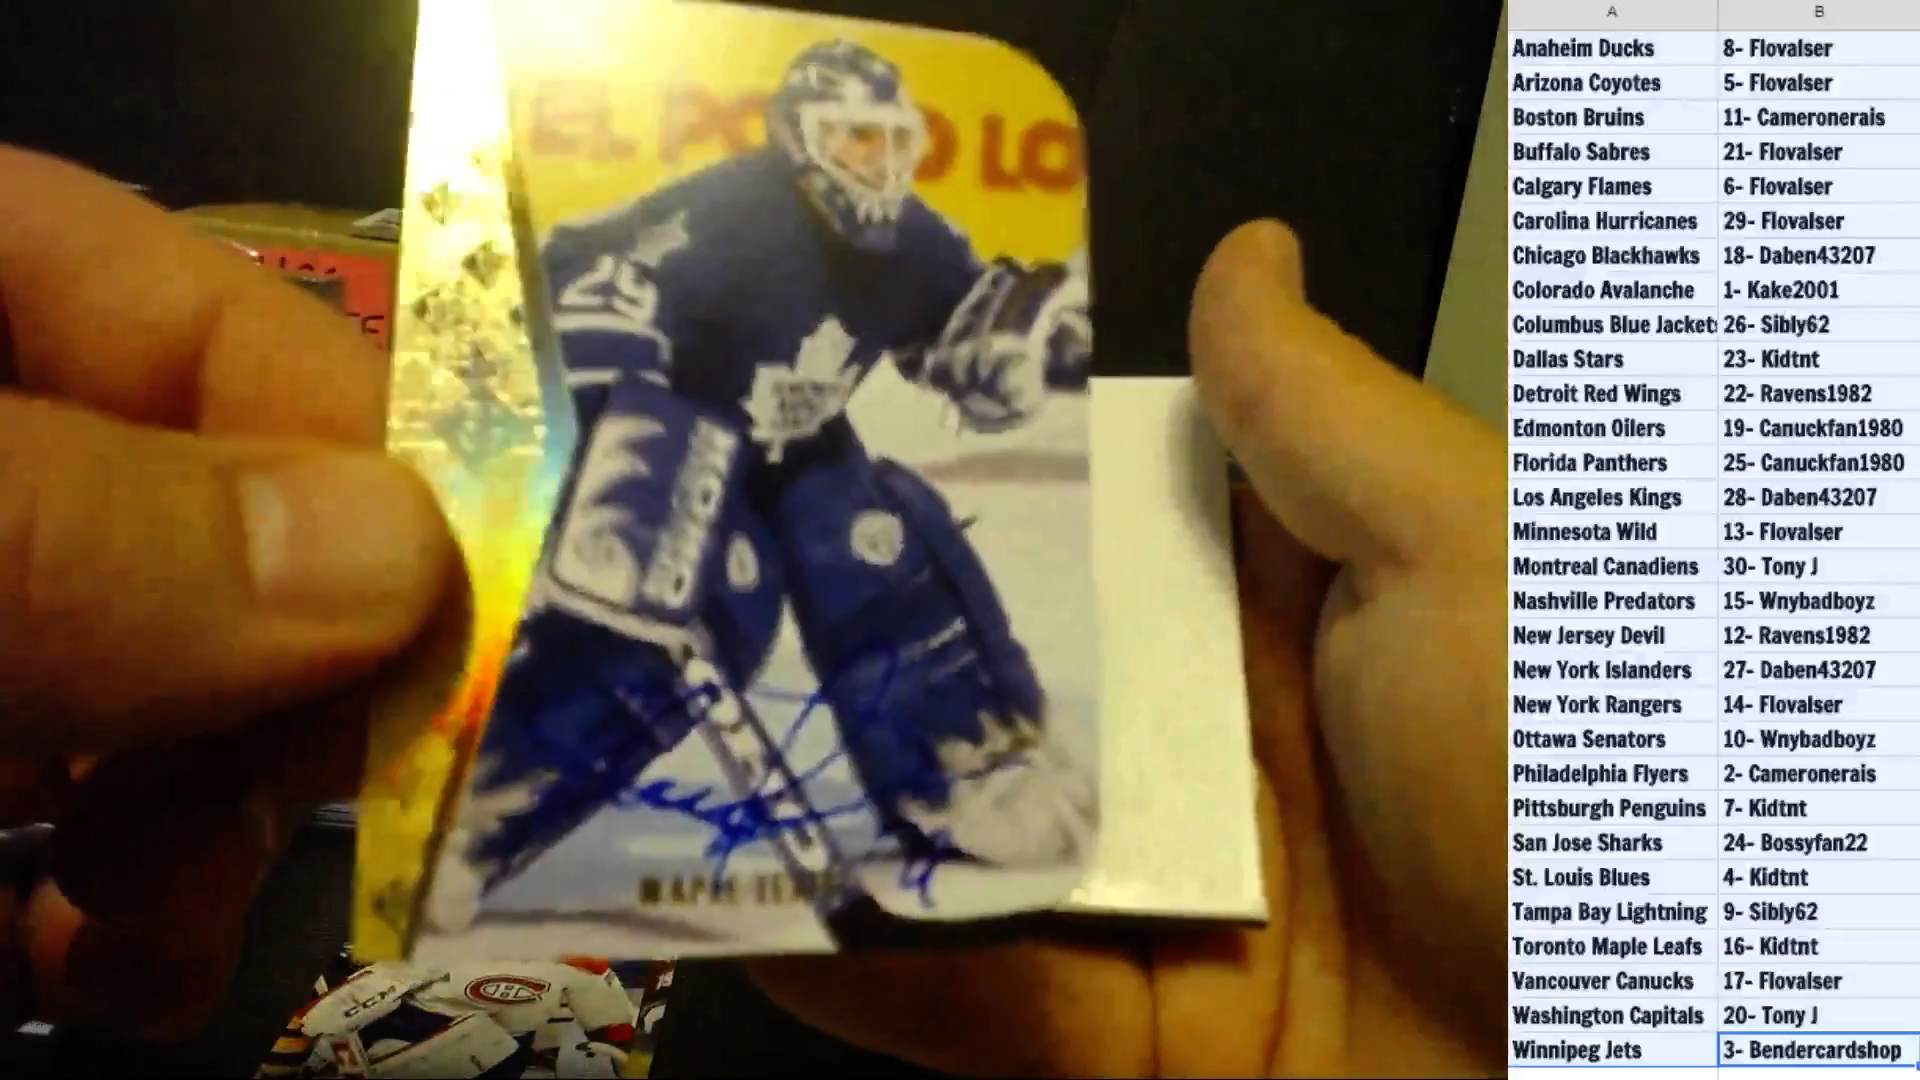 A B
Anaheim Ducks 8- Flovalser
Arizona Coyotes 5- Flovalser
Boston Bruins 11- Cameronerais
Buffalo Sabres 21- Flovalser
Calgary Flames 6- Flovalser
Carolina Hurricanes 29- Flovalser
Chicago Blackhawks 18- Daben43207
Colorado Avalanche 1- Kake2001
Columbus Blue Jackets 26- Sibly62
Dallas Stars 23- Kidtnt
Detroit Red Wings 22- Ravens1982
Edmonton Oilers 19- Canuckfan1980
Florida Panthers 25- Canuckfan1980
Los Angeles Kings 28- Daben43207
Minnesota Wild 13- Flovalser
Montreal Canadiens 30- Tony J
Nashville Predators 15- Wnybadboyz
New Jersey Devil 12- Ravens1982
New York Islanders 27- Daben43207
New York Rangers 14- Flovalser
Ottawa Senators 10- Wnybadboyz
Philadelphia Flyers 2- Cameronerais
Pittsburgh Penguins 7- Kidtnt
San Jose Sharks 24- Bossyfan22
St. Louis Blues 4- Kidtnt
Tampa Bay Lightning 9- Sibly62
Toronto Maple Leafs 16- Kidtnt
Vancouver Canucks 17- Flovalser
Washington Capitals 20- Tony J
Winnipeg Jets 3- Bendercardshop
EL PO LO
29
MAPLE LEAFS
CCM